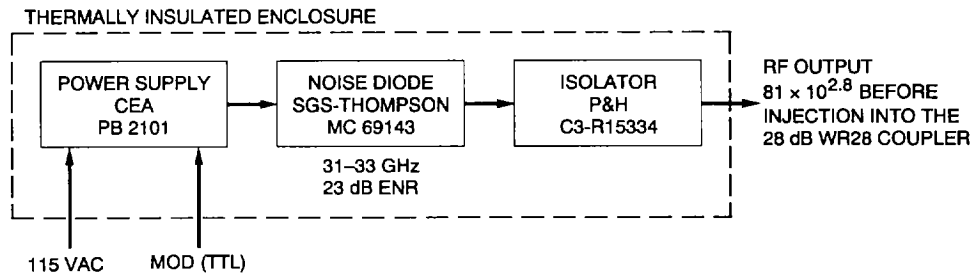 THERMALLY INSULATED ENCLOSURE
POWER SUPPLY
CEA
PB 2101
NOISE DIODE
SGS-THOMPSON
MC 69143
31–33 GHz
23 dB ENR
ISOLATOR
P&H
C3-R15334
RF OUTPUT
81 × 10^2.8 BEFORE
INJECTION INTO THE
28 dB WR28 COUPLER
115 VAC
MOD (TTL)